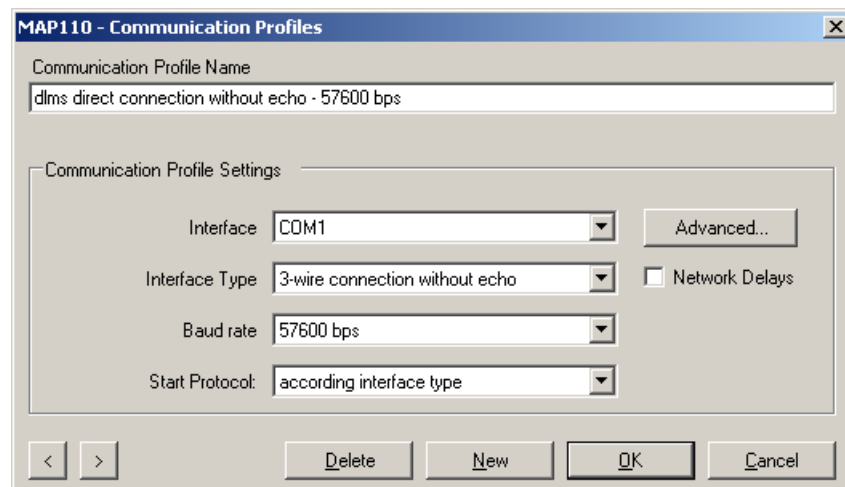 MAP110 - Communication Profiles
Communication Profile Name
dlms direct connection without echo - 57600 bps
Communication Profile Settings
Interface COM1 Advanced...
Interface Type 3-wire connection without echo Network Delays
Baud rate 57600 bps
Start Protocol: according interface type
< > Delete New OK Cancel